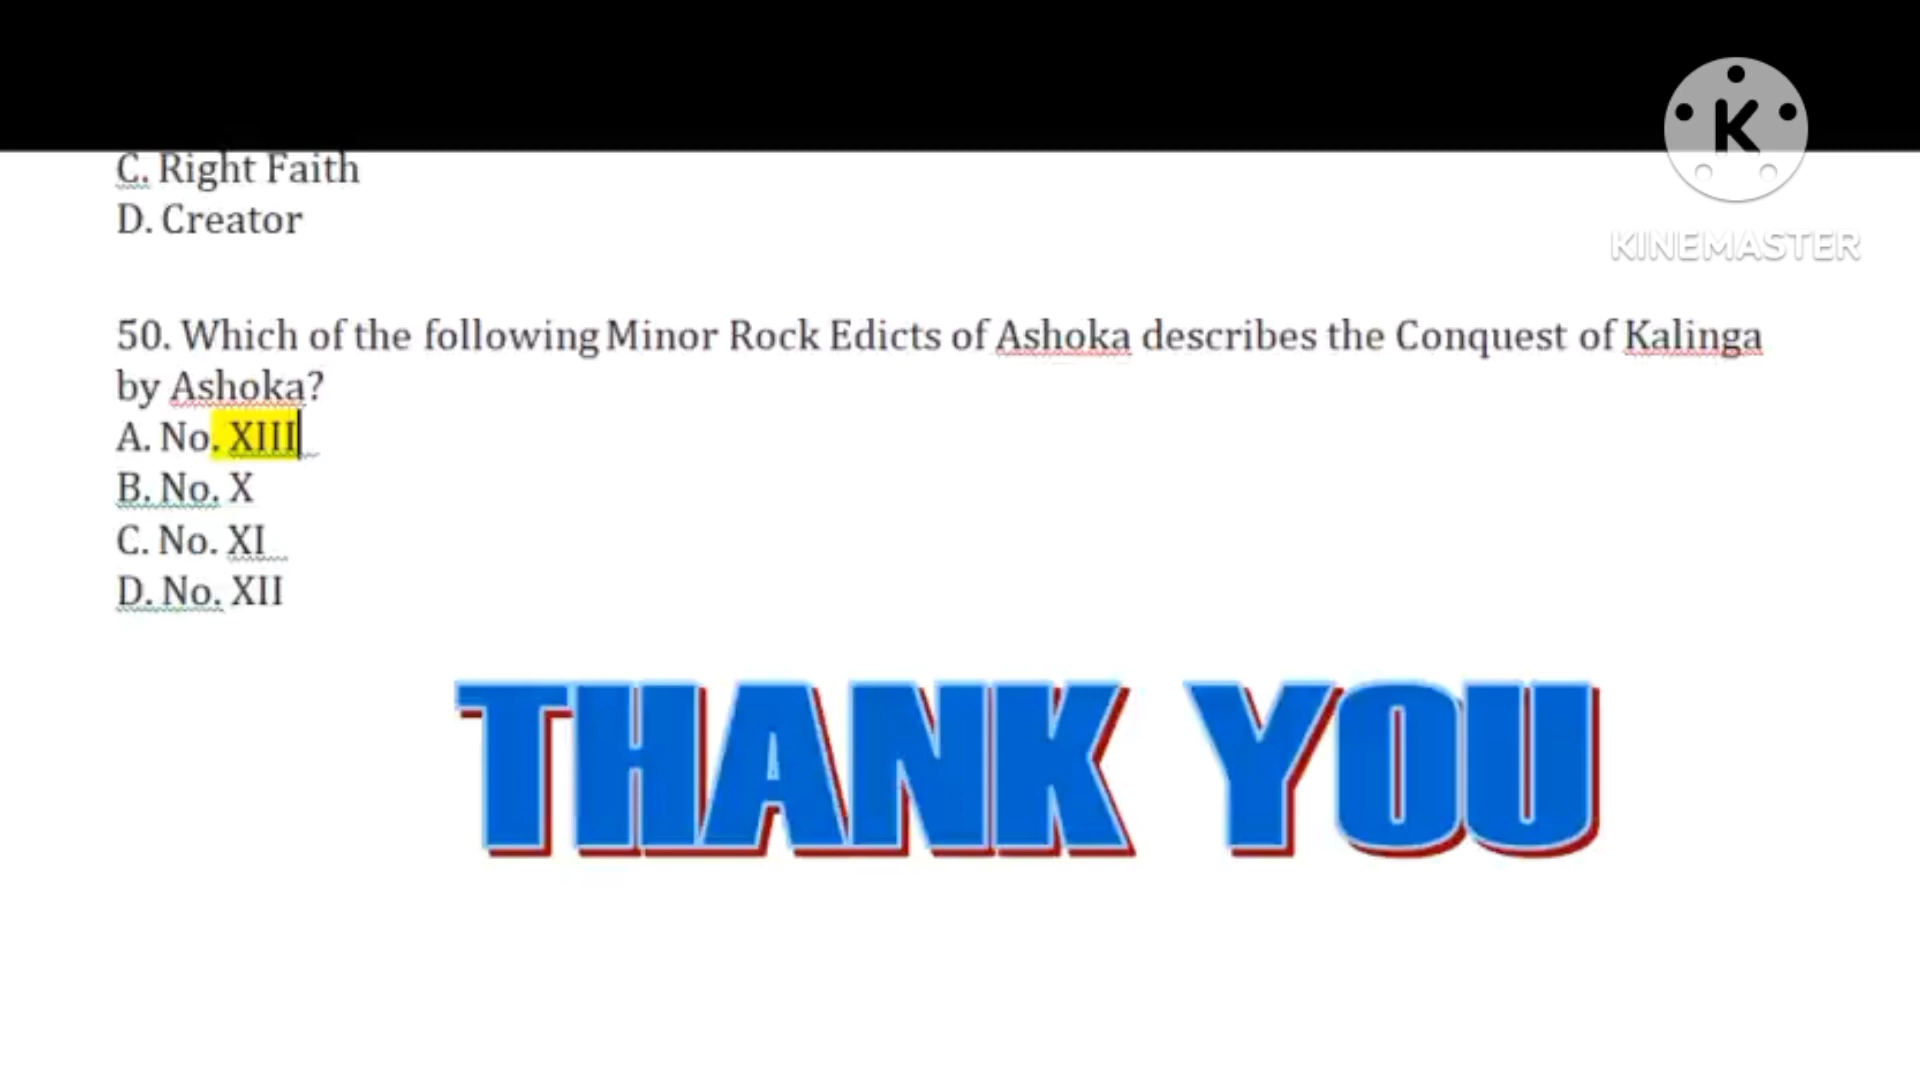 K
KINEMASTER
C. Right Faith
D. Creator
50. Which of the following Minor Rock Edicts of Ashoka describes the Conquest of Kalinga
by Ashoka?
A. No. XIII
B. No. X
C. No. XI
D. No. XII
THANK YOU